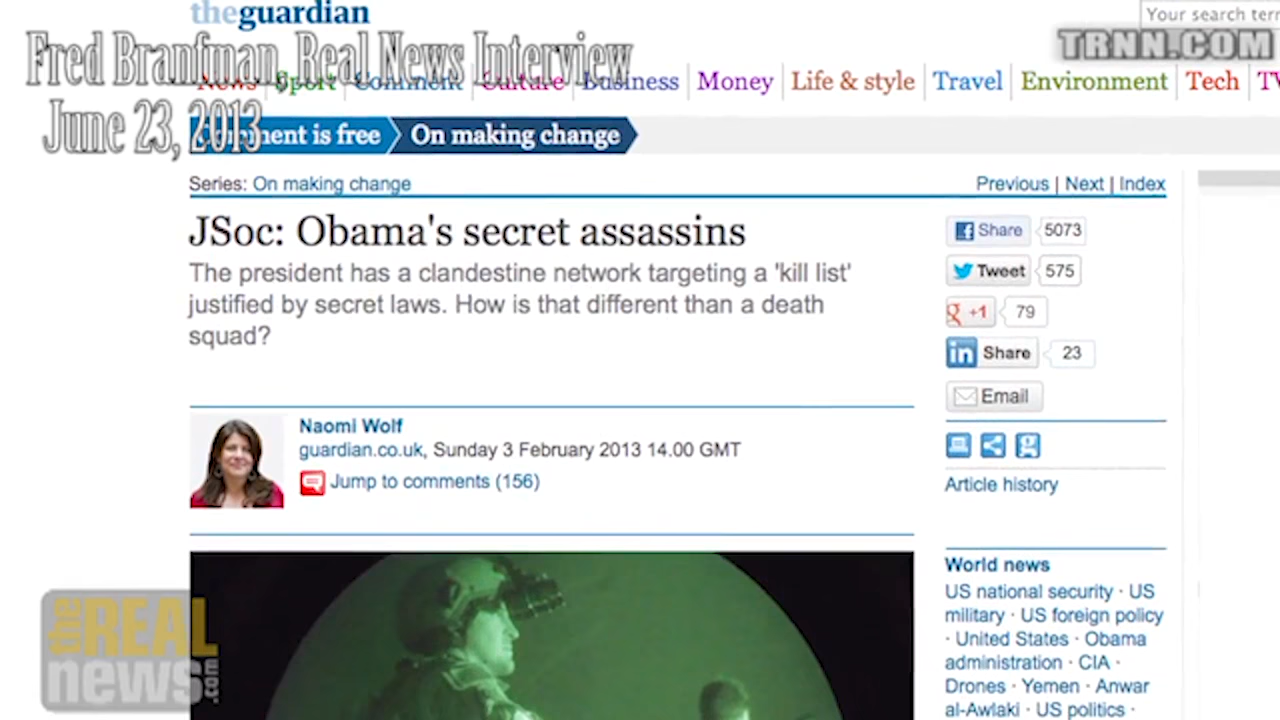 theguardian
Your search
TRNN.COM
Fred Branfman Real News Interview
June 23, 2013
News Sport Comment Culture Business Money Life & style Travel Environment Tech
Comment is free On making change
Series: On making change
Previous | Next | Index
JSoc: Obama's secret assassins
The president has a clandestine network targeting a 'kill list'
justified by secret laws. How is that different than a death
squad?
Share 5073
Tweet 575
+1 79
in Share 23
Email
Naomi Wolf
guardian.co.uk, Sunday 3 February 2013 14.00 GMT
Jump to comments (156)
Article history
World news
US national security · US
military · US foreign policy
· United States · Obama
administration · CIA ·
Drones · Yemen · Anwar
al-Awlaki · US politics ·
the REAL
news.com